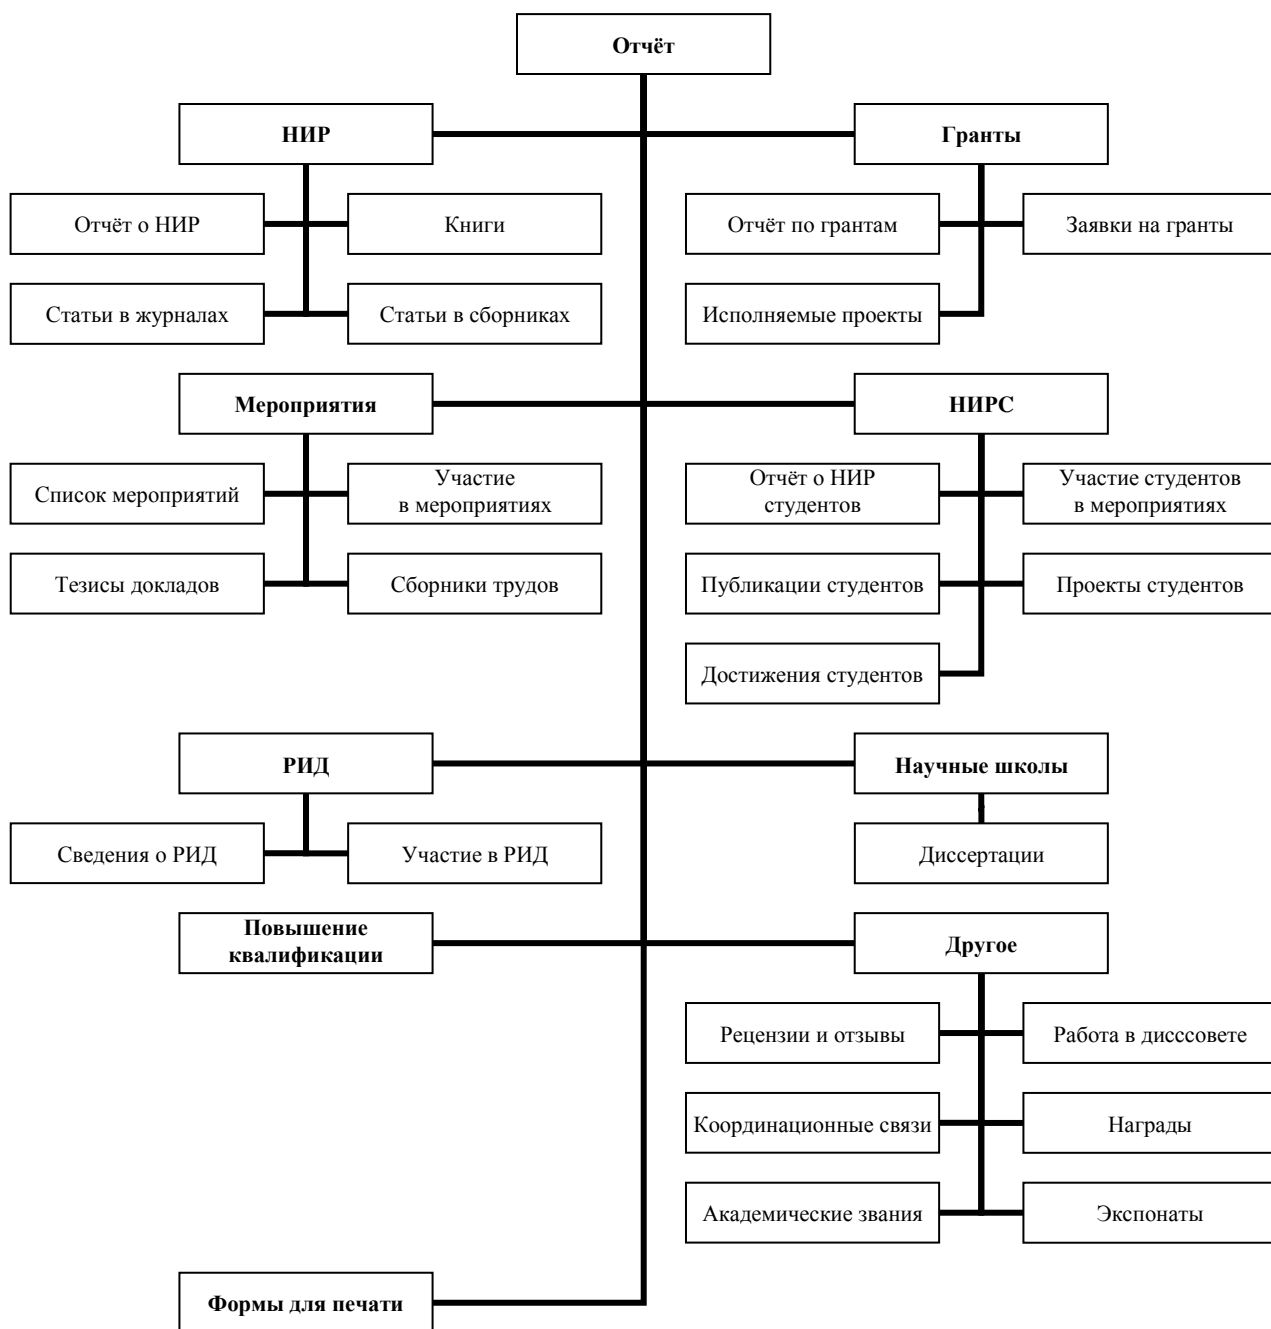 Отчёт
НИР
Гранты
Отчёт о НИР
Книги
Отчёт по грантам
Заявки на гранты
Статьи в журналах
Статьи в сборниках
Исполняемые проекты
Мероприятия
НИРС
Список мероприятий
Участие
в мероприятиях
Отчёт о НИР
студентов
Участие студентов
в мероприятиях
Тезисы докладов
Сборники трудов
Публикации студентов
Проекты студентов
Достижения студентов
РИД
Научные школы
Сведения о РИД
Участие в РИД
Диссертации
Повышение
квалификации
Другое
Рецензии и отзывы
Работа в дисссовете
Координационные связи
Награды
Академические звания
Экспонаты
Формы для печати